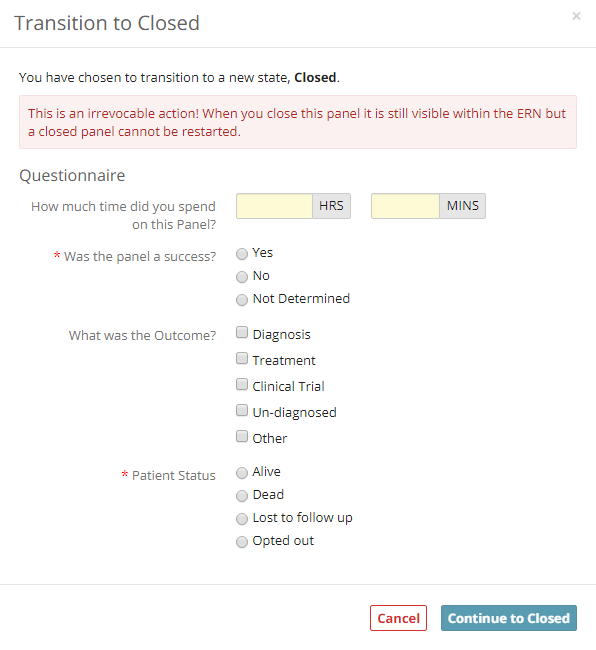 Transition to Closed
×
You have chosen to transition to a new state, Closed.
This is an irrevocable action! When you close this panel it is still visible within the ERN but
a closed panel cannot be restarted.
Questionnaire
How much time did you spend
on this Panel?
HRS
MINS
* Was the panel a success?
Yes
No
Not Determined
What was the Outcome?
Diagnosis
Treatment
Clinical Trial
Un-diagnosed
Other
* Patient Status
Alive
Dead
Lost to follow up
Opted out
Cancel
Continue to Closed